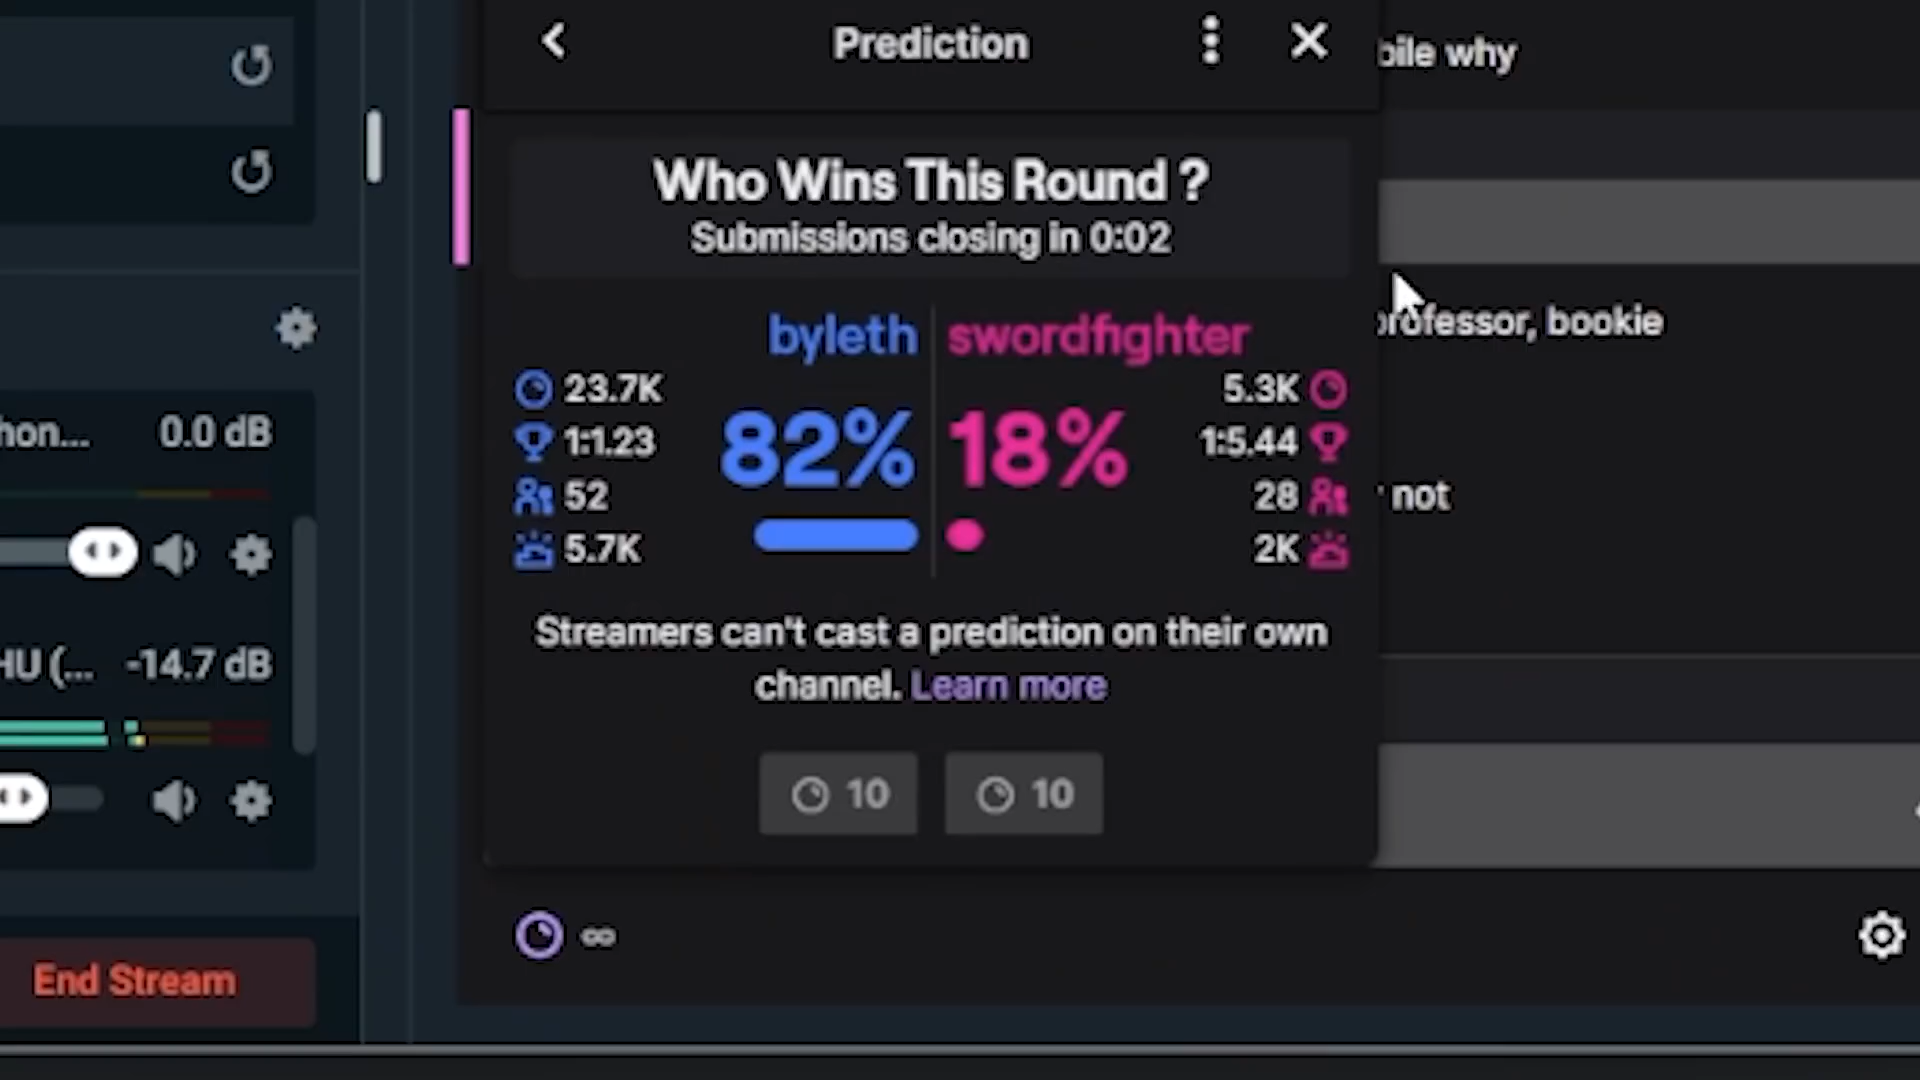 Prediction
bile why
Who Wins This Round ?
Submissions closing in 0:02
byleth
swordfighter
professor, bookie
23.7K
5.3K
hon... 0.0 dB
1:1.23
82%
18%
1:5.44
52
28
not
5.7K
2K
Streamers can't cast a prediction on their own
channel. Learn more
HU (... -14.7 dB
10
10
∞
End Stream